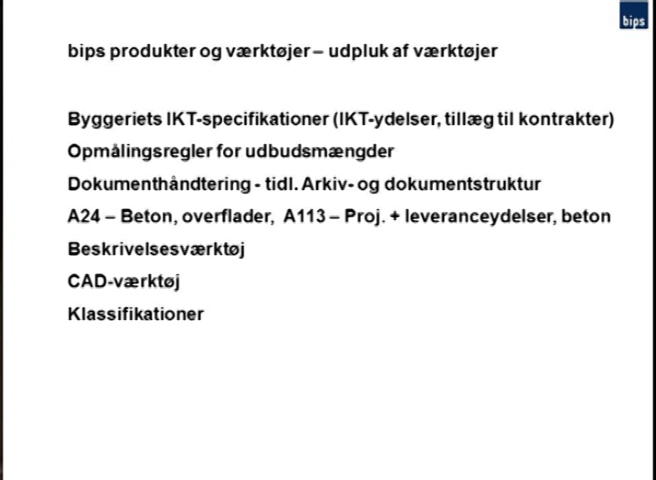 bips
bips produkter og værktøjer – udpluk af værktøjer
Byggeriets IKT-specifikationer (IKT-ydelser, tillæg til kontrakter)
Opmålingsregler for udbudsmængder
Dokumenthåndtering - tidl. Arkiv- og dokumentstruktur
A24 – Beton, overflader, A113 – Proj. + leveranceydelser, beton
Beskrivelsesværktøj
CAD-værktøj
Klassifikationer